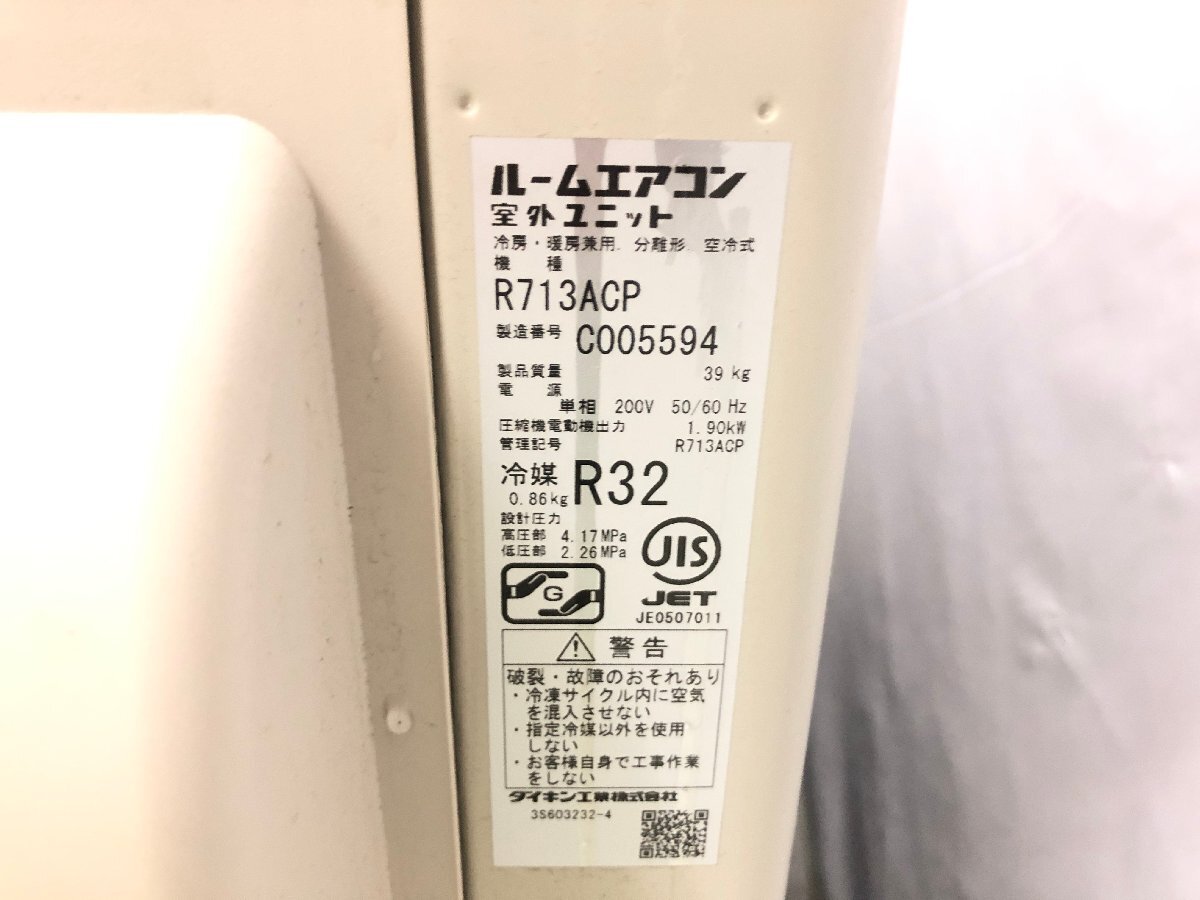 ルームエアコン
室外ユニット
冷房・暖房兼用. 分離形. 空冷式
機 種
R713ACP
製造番号 C005594
製品質量 39 kg
電 源
単相 200V 50/60 Hz
圧縮機電動機出力 1.90kW
管理記号 R713ACP
冷媒 R32
0.86kg
設計圧力
高圧部 4.17MPa
低圧部 2.26MPa
JIS
G
JET
JE0507011
警告
破裂・故障のおそれあり
・冷凍サイクル内に空気
を混入させない
・指定冷媒以外を使用
しない
・お客様自身で工事作業
をしない
ダイキン工業株式会社
3S603232-4